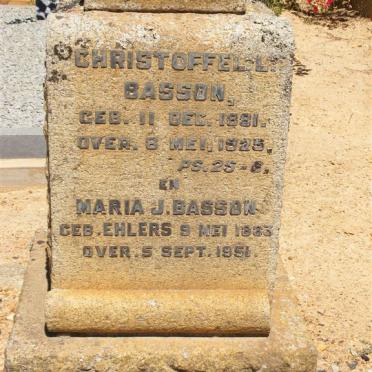 CHRISTOFFEL L.
BASSON,
GEB. 11 DEC. 1881.
OVER. 8 MEI, 1925.
PS. 25-6.
EN
MARIA J. BASSON
GEB. EHLERS 9 MEI 1883
OVER. 5 SEPT. 1951.